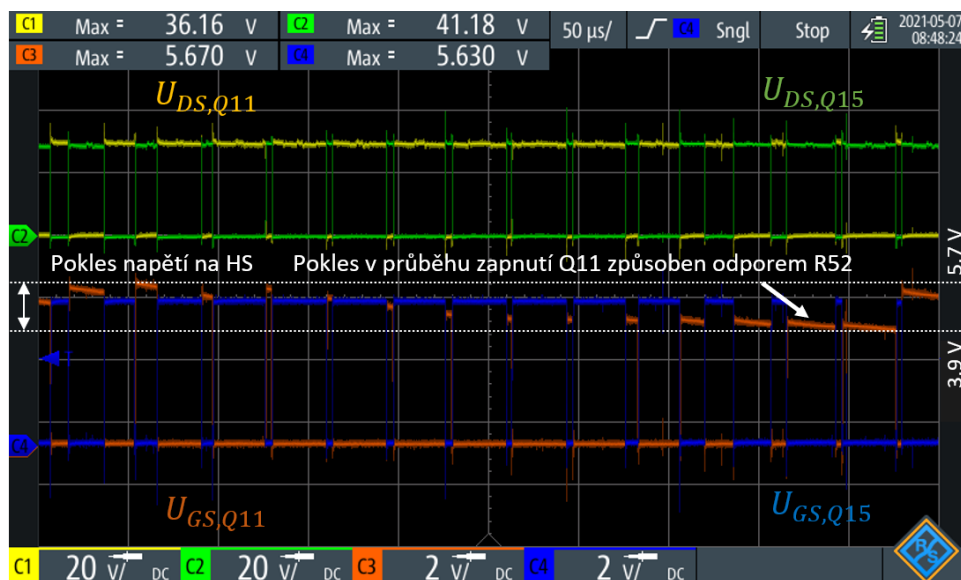 C1 Max = 36.16 V C2 Max = 41.18 V 50 µs/ C4 Sngl Stop 2021-05-07
C3 Max = 5.670 V C4 Max = 5.630 V 08:48:24
U_DS,Q11 U_DS,Q15
C2
Pokles napětí na HS Pokles v průběhu zapnutí Q11 způsoben odporem R52
5.7 V
T
3.9 V
C4
U_GS,Q11 U_GS,Q15
R&S
C1 20 V/ DC C2 20 V/ DC C3 2 V/ DC C4 2 V/ DC